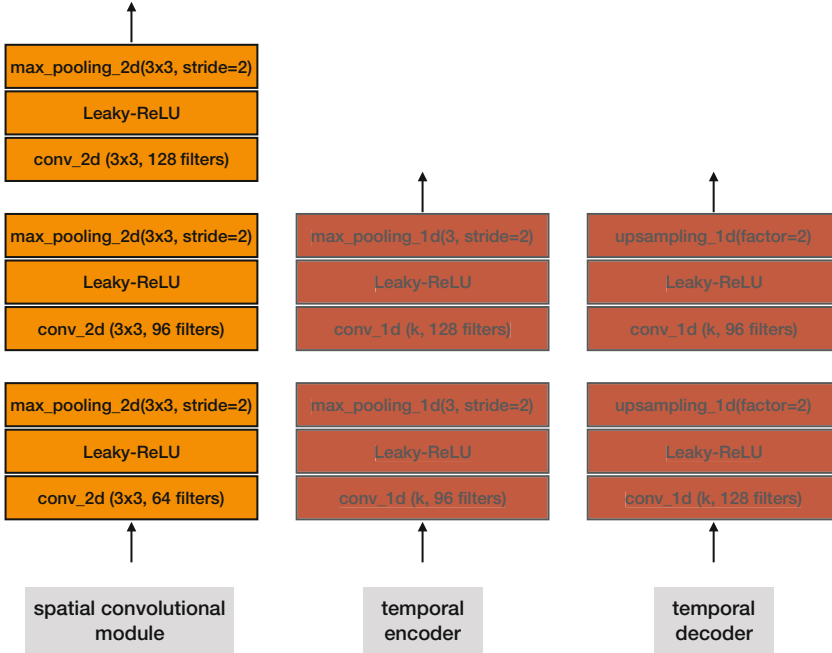 max_pooling_2d(3x3, stride=2)
Leaky-ReLU
conv_2d (3x3, 128 filters)
max_pooling_2d(3x3, stride=2)
Leaky-ReLU
conv_2d (3x3, 96 filters)
max_pooling_2d(3x3, stride=2)
Leaky-ReLU
conv_2d (3x3, 64 filters)
spatial convolutional
module
max_pooling_1d(3, stride=2)
Leaky-ReLU
conv_1d (k, 128 filters)
max_pooling_1d(3, stride=2)
Leaky-ReLU
conv_1d (k, 96 filters)
temporal
encoder
upsampling_1d(factor=2)
Leaky-ReLU
conv_1d (k, 96 filters)
upsampling_1d(factor=2)
Leaky-ReLU
conv_1d (k, 128 filters)
temporal
decoder